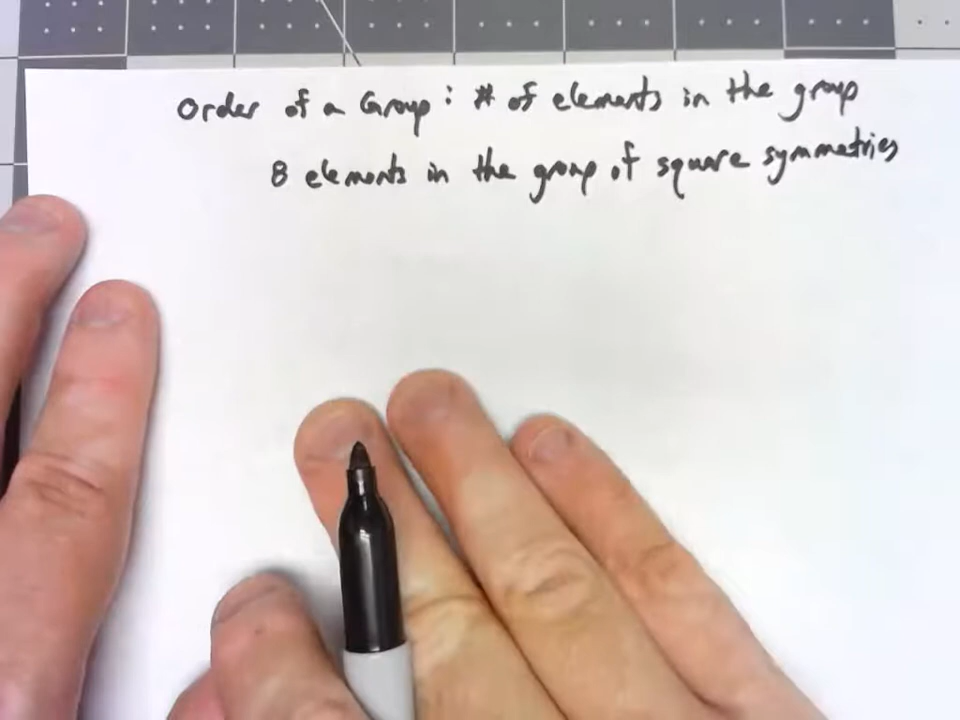 Order of a Group: # of elements in the group
8 elements in the group of square symmetries